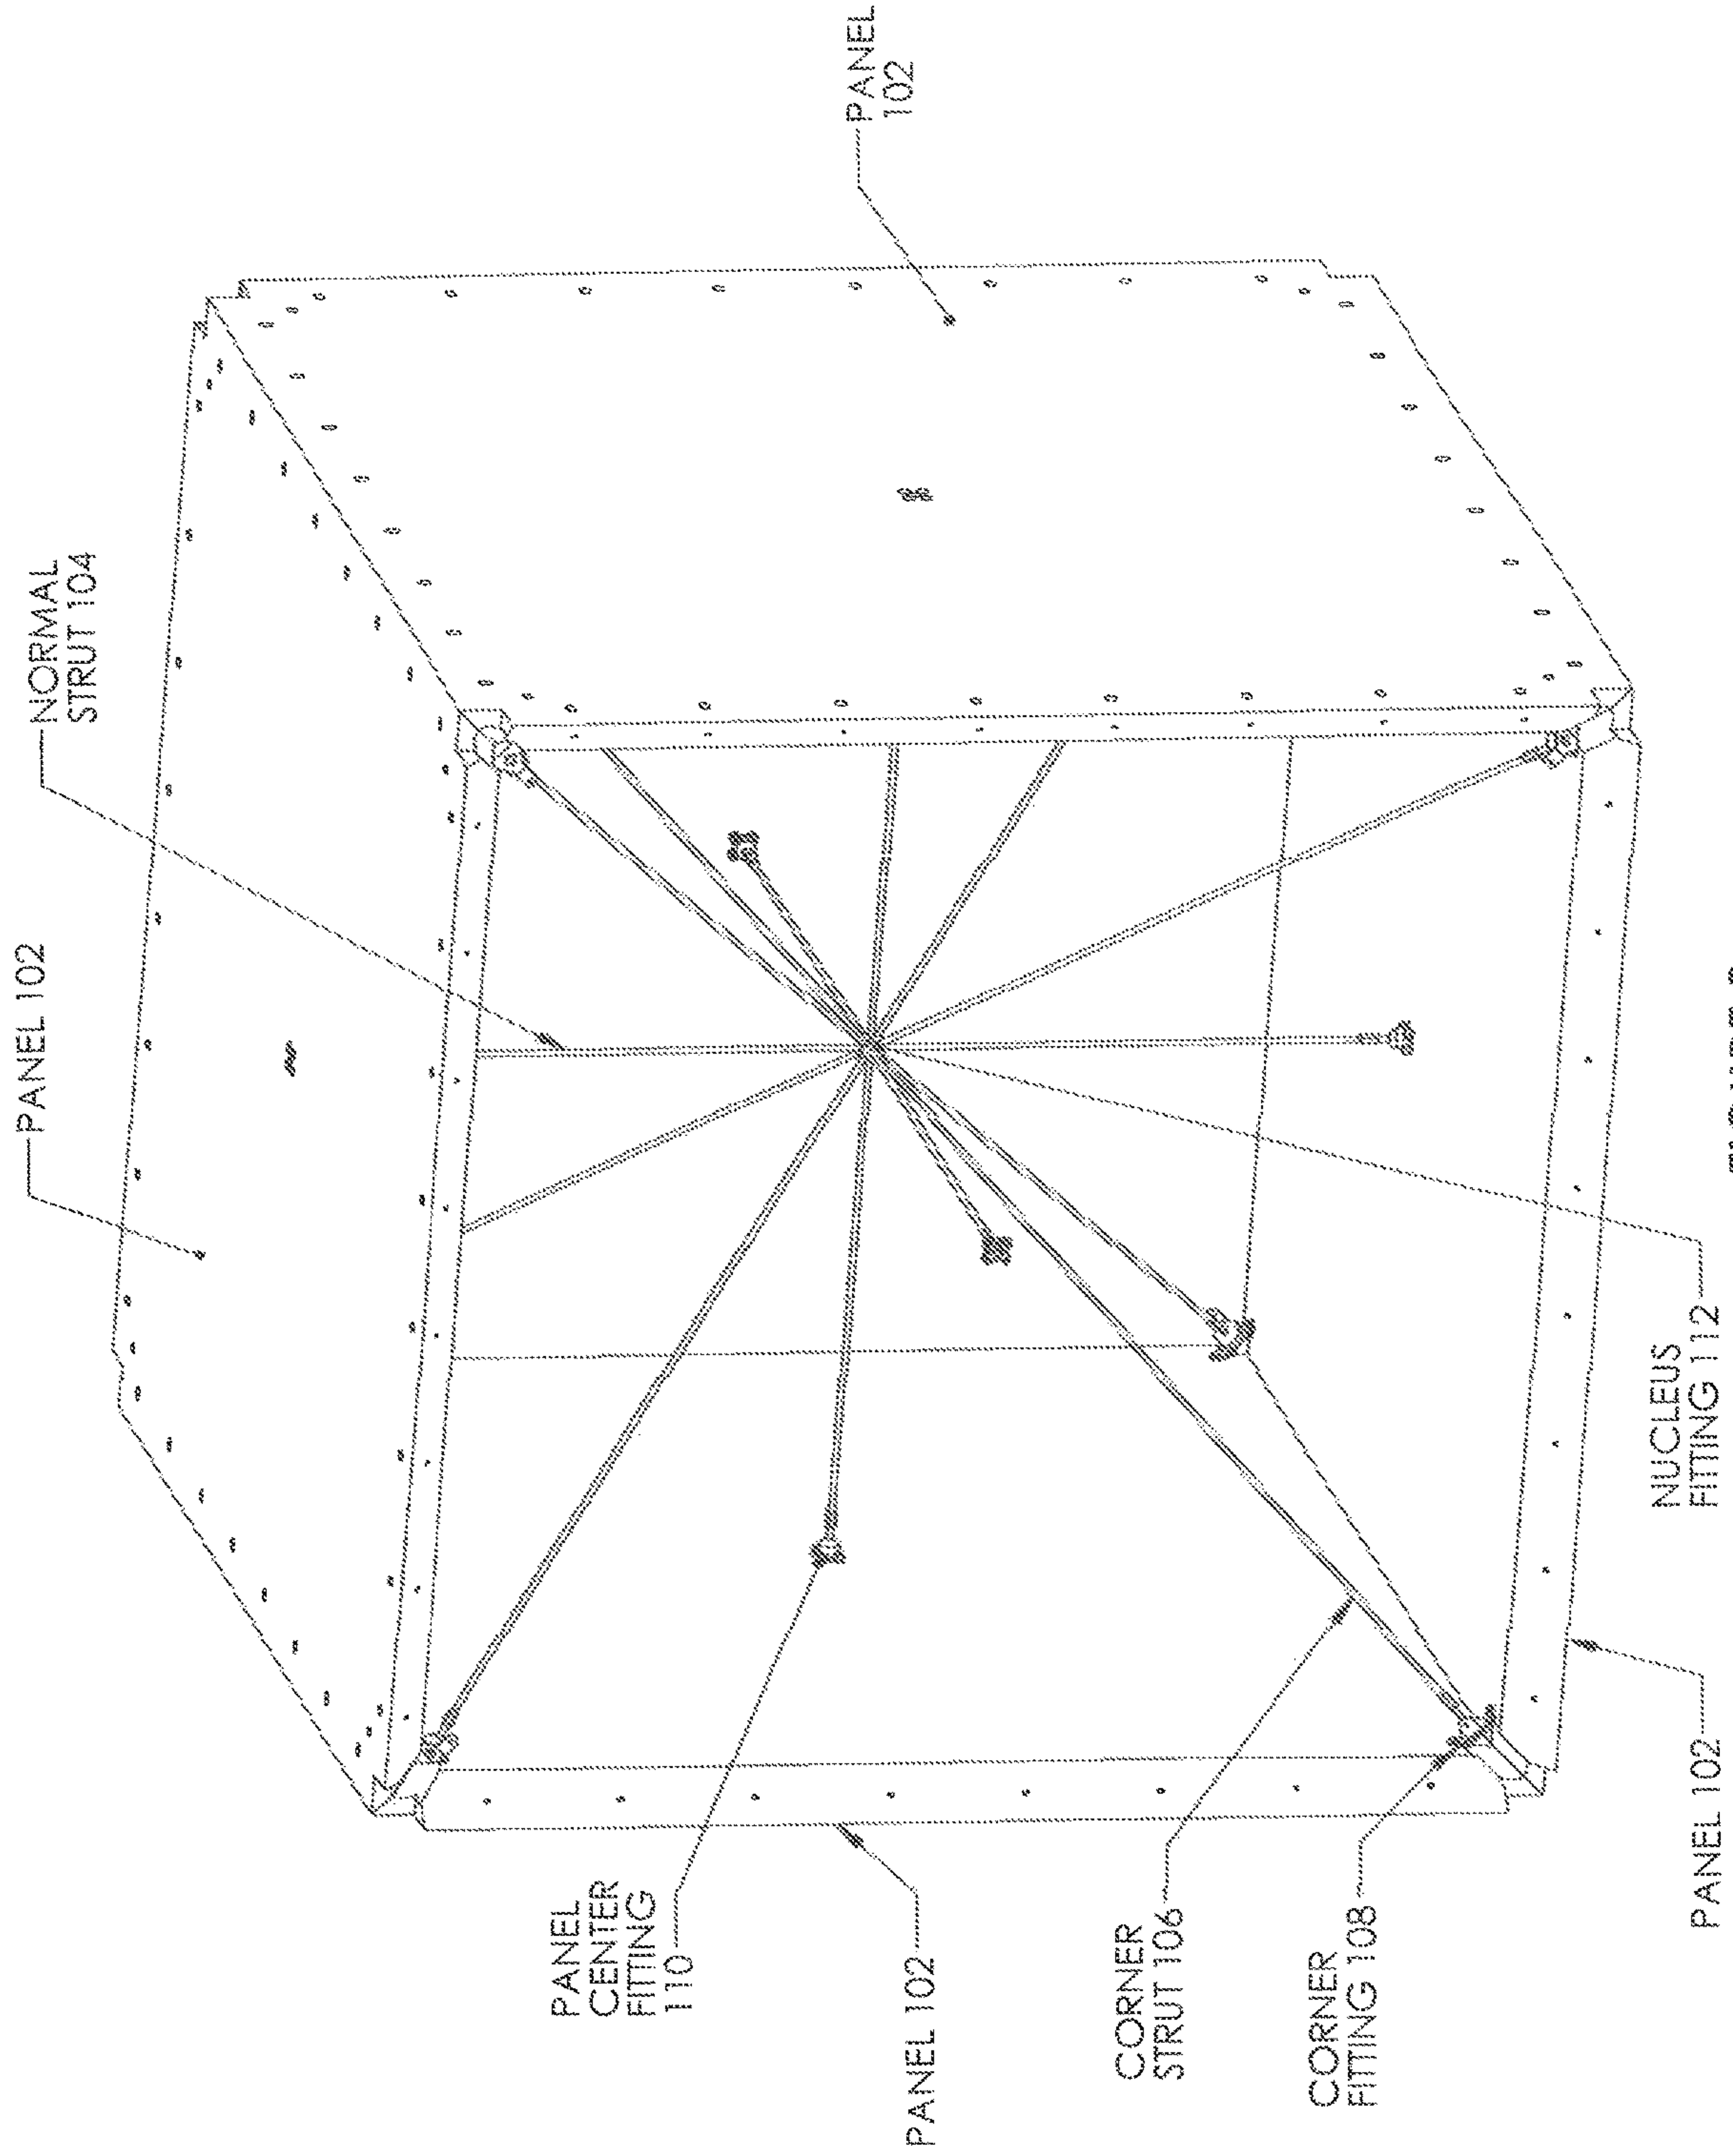 PANEL 102
NORMAL
STRUT 104
PANEL
CENTER
FITTING
110
PANEL
102
PANEL 102
CORNER
STRUT 106
CORNER
FITTING 108
NUCLEUS
FITTING 112
PANEL 102